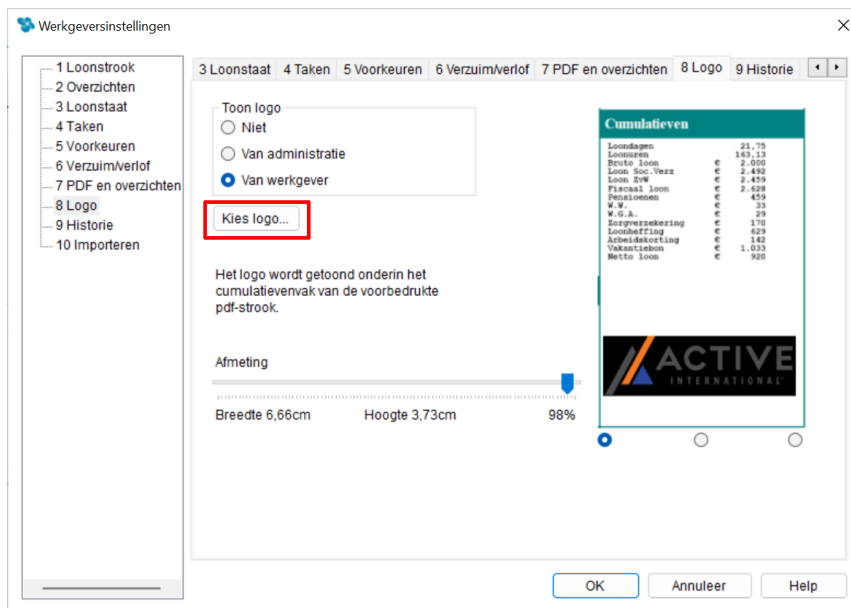 Werkgeversinstellingen
1 Loonstrook
2 Overzichten
3 Loonstaat
4 Taken
5 Voorkeuren
6 Verzuim/verlof
7 PDF en overzichten
8 Logo
9 Historie
10 Importeren
3 Loonstaat 4 Taken 5 Voorkeuren 6 Verzuim/verlof 7 PDF en overzichten 8 Logo 9 Historie
Toon logo
Niet
Van administratie
Van werkgever
Kies logo...
Het logo wordt getoond onderin het
cumulatievenvak van de voorbedrukte
pdf-strook.
Afmeting
Breedte 6,66cm Hoogte 3,73cm 98%
Cumulatieven
Loondagen 21,75
Loonuren 163,13
Bruto loon € 2.000
Loon Soc.Verz € 2.492
Loon ZvW € 2.459
Fiscaal loon € 2.628
Pensioenen € 459
W.W. € 33
W.G.A. € 29
Zorgverzekering € 170
Loonheffing € 629
Arbeidskorting € 142
Vakantiebon € 1.033
Netto loon € 920
ACTIVE
INTERNATIONAL
OK Annuleer Help